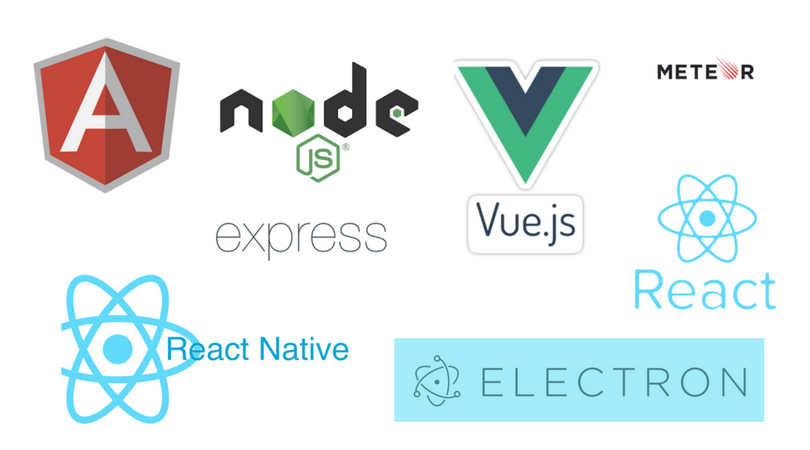 A
node
JS®
express
Vue.js
METEOR
React
React Native
ELECTRON